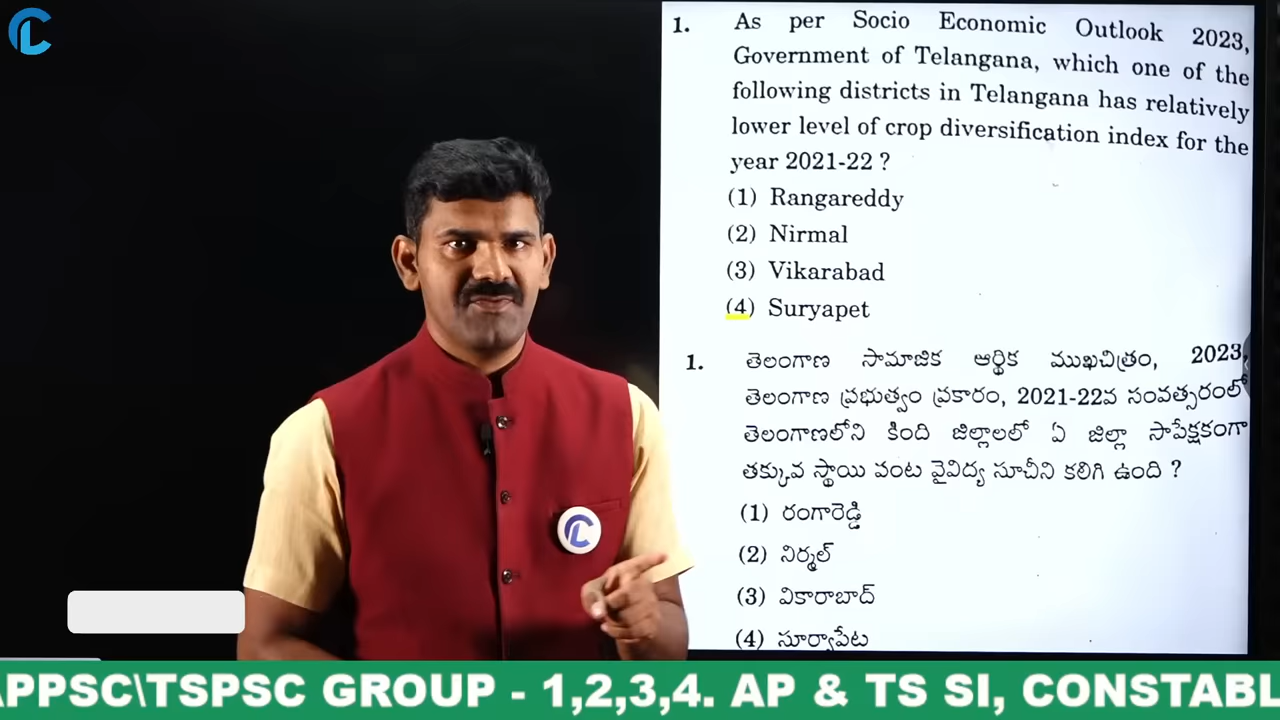 1. As per Socio Economic Outlook 2023,
Government of Telangana, which one of the
following districts in Telangana has relatively
lower level of crop diversification index for the
year 2021-22 ?
(1) Rangareddy
(2) Nirmal
(3) Vikarabad
(4) Suryapet
1. తెలంగాణ సామాజిక ఆర్థిక ముఖచిత్రం, 2023,
తెలంగాణ ప్రభుత్వం ప్రకారం, 2021-22వ సంవత్సరంలో
తెలంగాణలోని కింది జిల్లాలలో ఏ జిల్లా సాపేక్షకంగా
తక్కువ స్థాయి పంట వైవిద్య సూచీని కలిగి ఉంది ?
(1) రంగారెడ్డి
(2) నిర్మల్
(3) వికారాబాద్
(4) సూర్యాపేట
APPSC\TSPSC GROUP - 1,2,3,4. AP & TS SI, CONSTABL